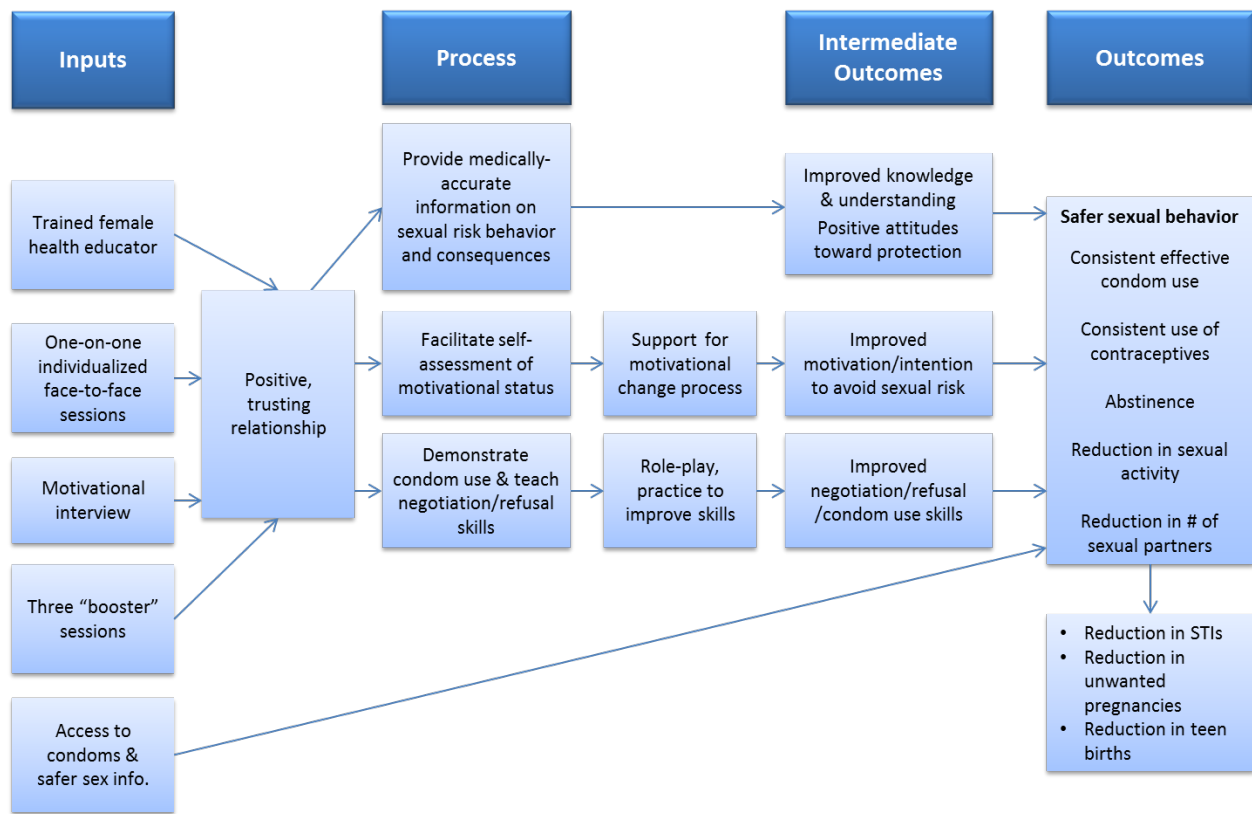 Inputs
Process
Intermediate
Outcomes
Outcomes
Trained female
health educator
One-on-one
individualized
face-to-face
sessions
Motivational
interview
Three “booster”
sessions
Access to
condoms &
safer sex info.
Positive,
trusting
relationship
Provide medically-
accurate
information on
sexual risk behavior
and consequences
Facilitate self-
assessment of
motivational status
Demonstrate
condom use & teach
negotiation/refusal
skills
Support for
motivational
change process
Role-play,
practice to
improve skills
Improved knowledge
& understanding
Positive attitudes
toward protection
Improved
motivation/intention
to avoid sexual risk
Improved
negotiation/refusal
/condom use skills
Safer sexual behavior
Consistent effective
condom use
Consistent use of
contraceptives
Abstinence
Reduction in sexual
activity
Reduction in # of
sexual partners
• Reduction in STIs
• Reduction in
unwanted
pregnancies
• Reduction in teen
births